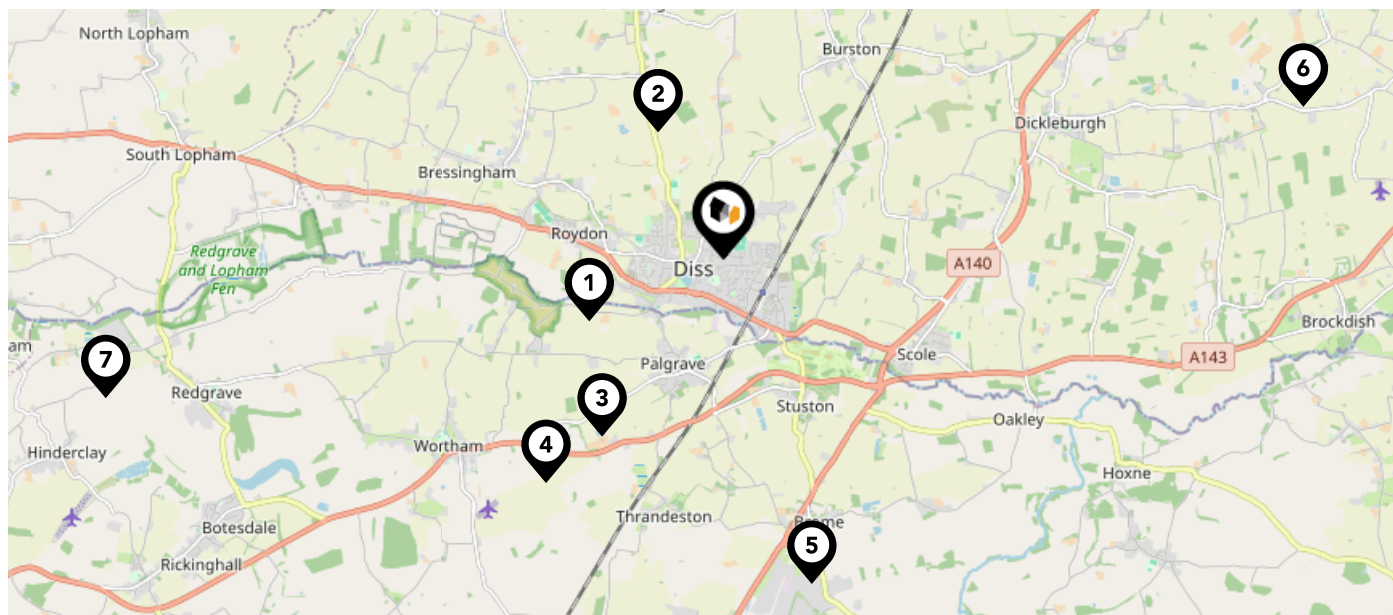 North Lopham
Burston
6
2
Dickleburgh
South Lopham
Bressingham
Roydon
Redgrave
and Lopham
Fen
Diss
A140
1
Brockdish
am
7
Palgrave
Scole
A143
Redgrave
3
Stuston
Oakley
4
Wortham
Hinderclay
Hoxne
Botesdale
Thrandeston
Brome
5
Rickinghall